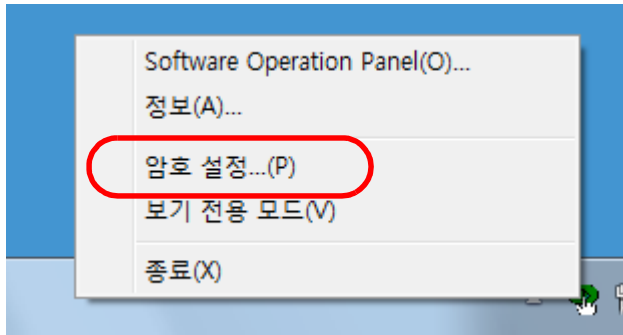 Software Operation Panel(O)...
정보(A)...
암호 설정...(P)
보기 전용 모드(V)
종료(X)